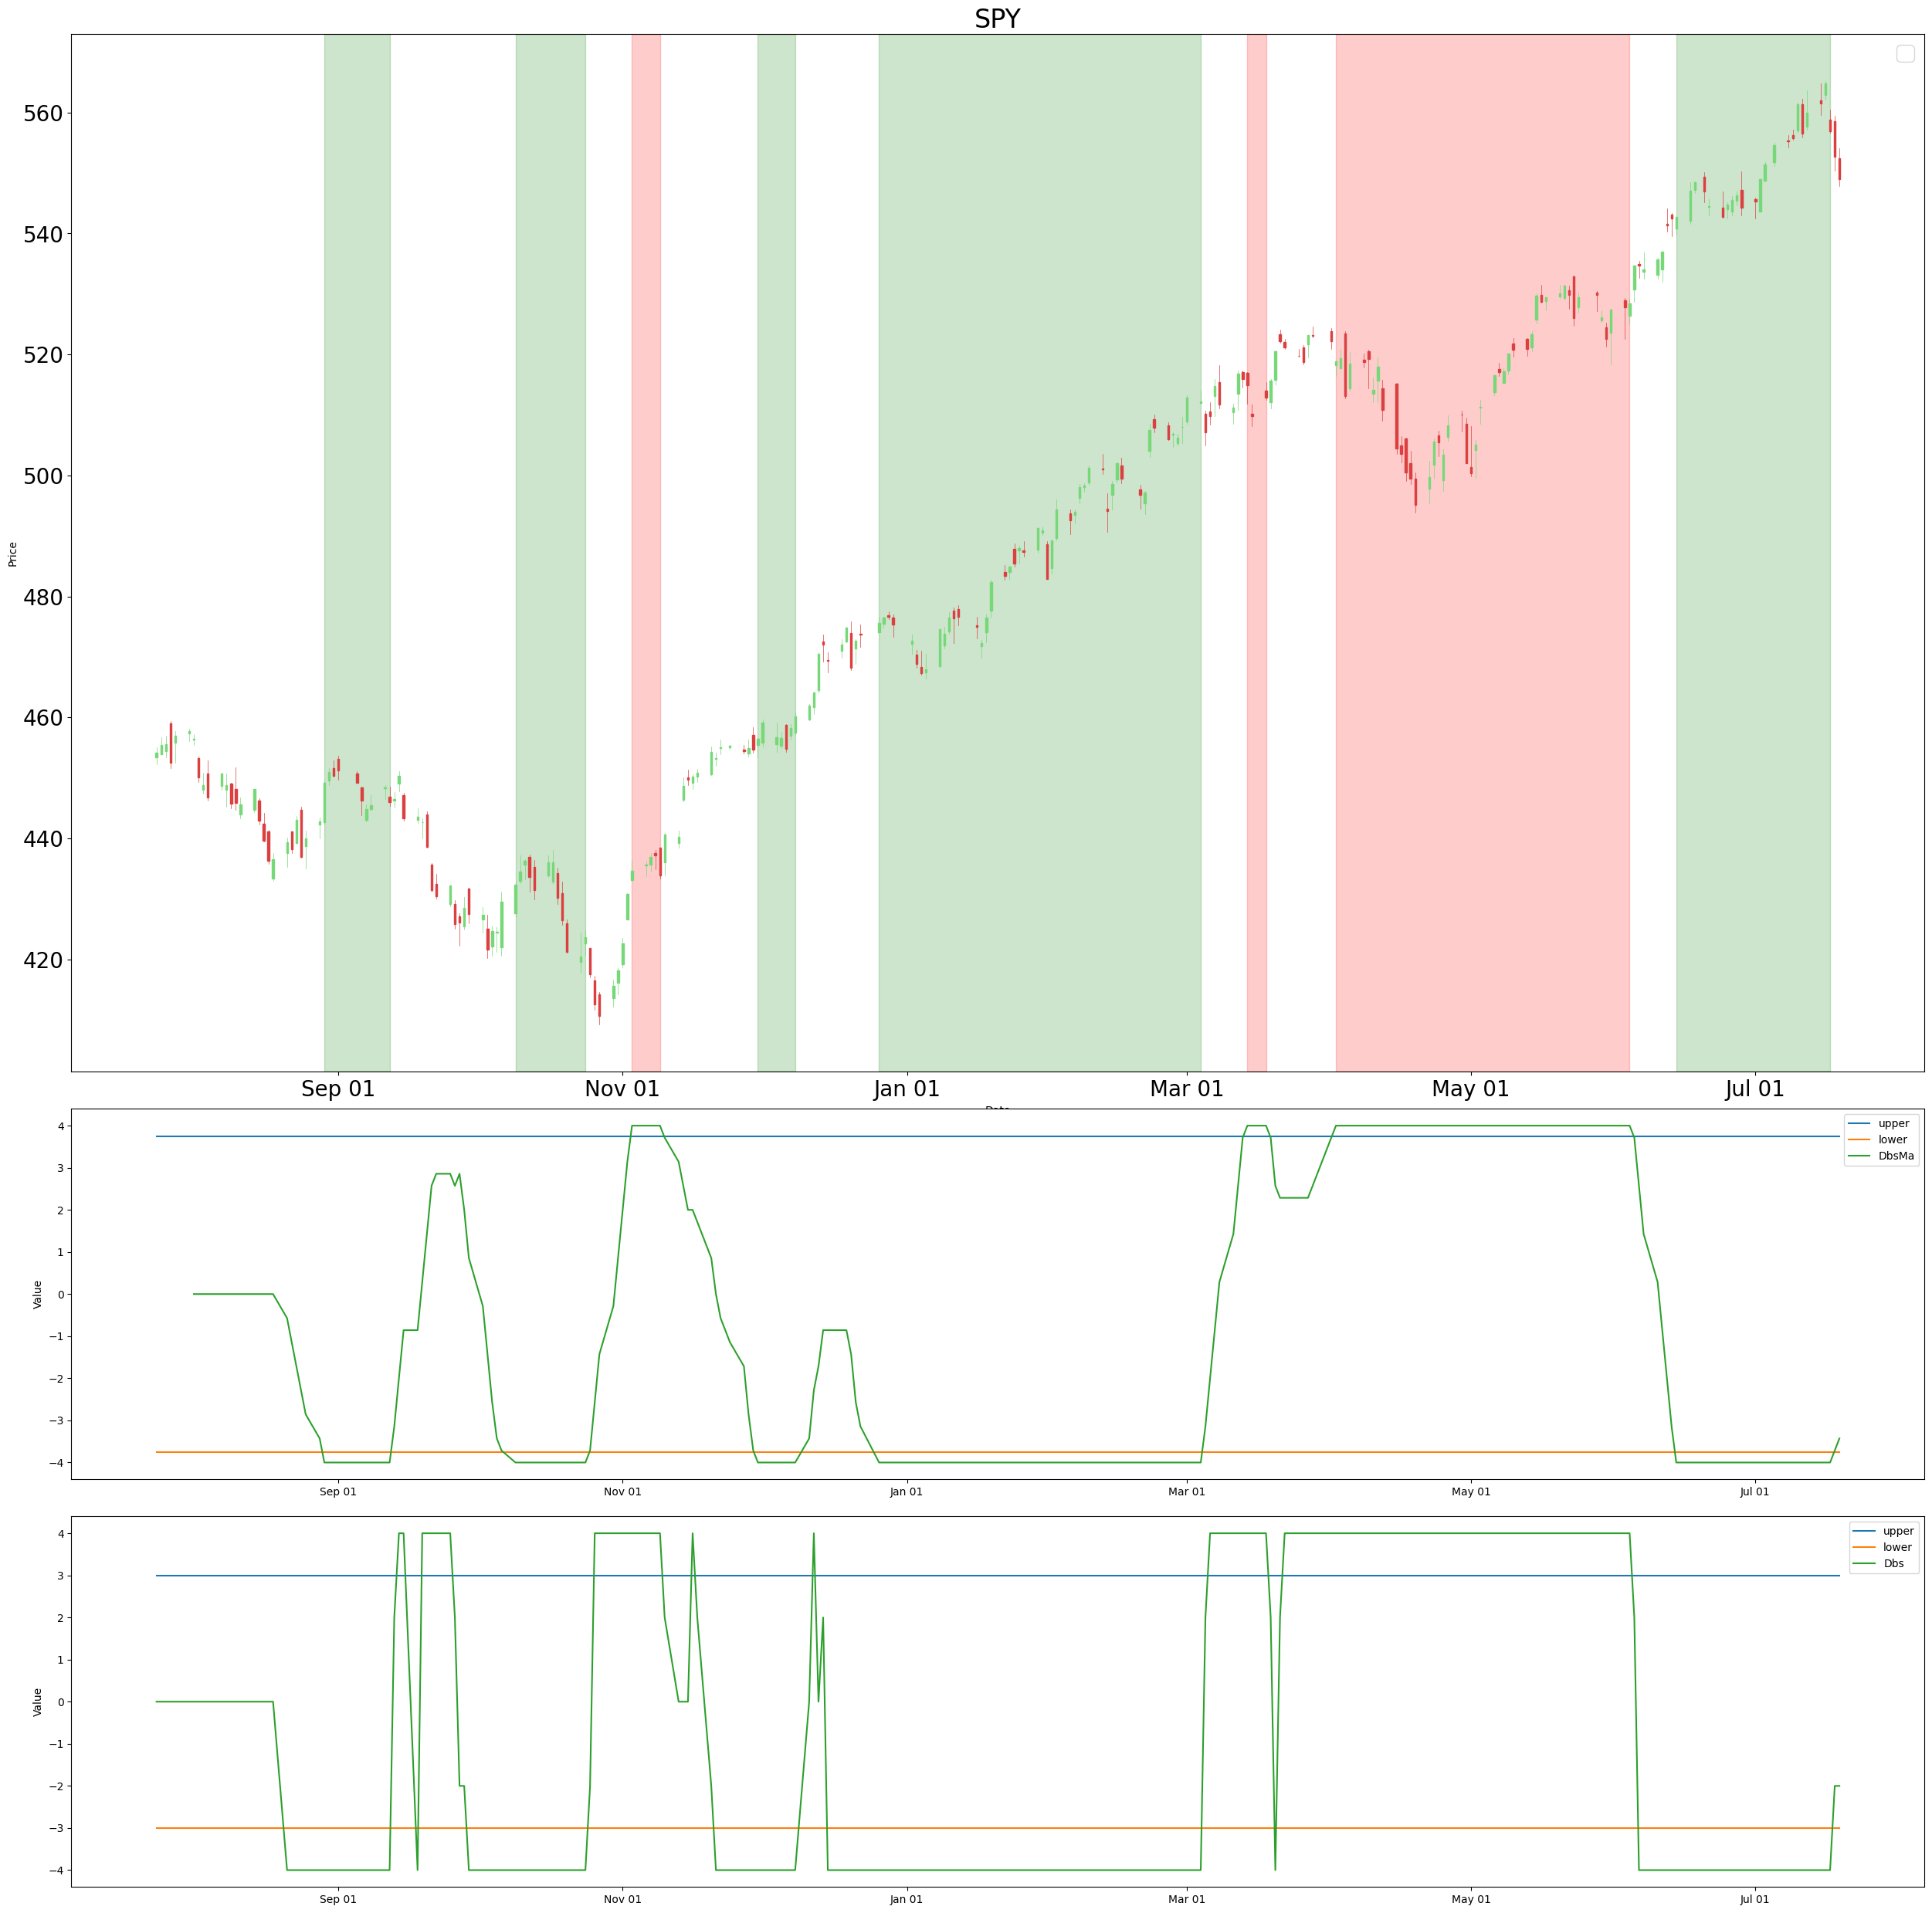 SPY
560
540
520
500
480
460
440
420
Price
Sep 01
Nov 01
Jan 01
Mar 01
May 01
Jul 01
4
3
2
1
0
−1
−2
−3
−4
Value
upper
lower
DbsMa
Sep 01
Nov 01
Jan 01
Mar 01
May 01
Jul 01
4
3
2
1
0
−1
−2
−3
−4
Value
upper
lower
Dbs
Sep 01
Nov 01
Jan 01
Mar 01
May 01
Jul 01